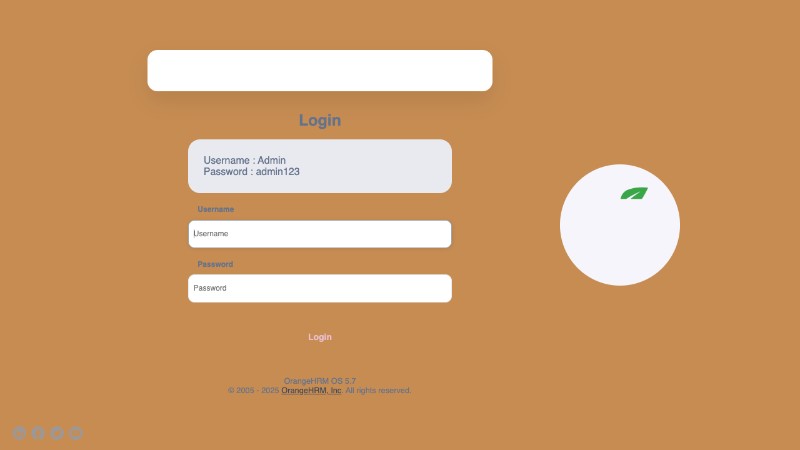 Login
Username : Admin
Password : admin123
Username
Username
Password
Password
Login
OrangeHRM OS 5.7
© 2005 - 2025 OrangeHRM, Inc. All rights reserved.